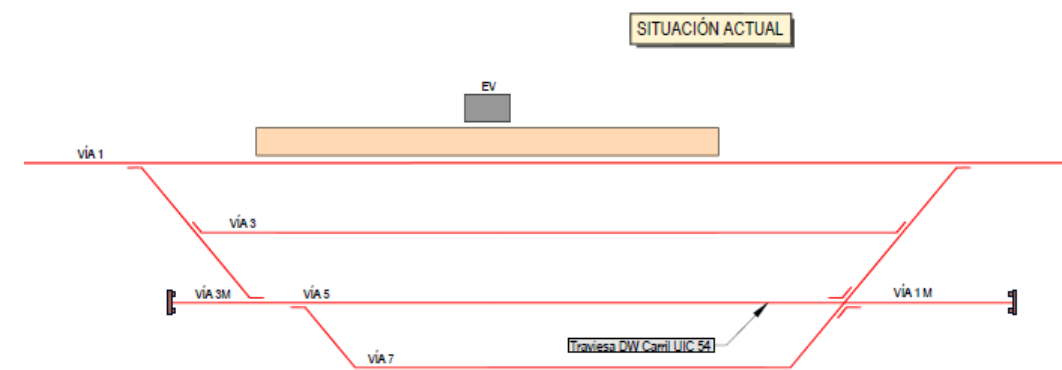 SITUACIÓN ACTUAL
EV
VÍA 1
VÍA 3
VÍA 3M
VÍA 5
VÍA 1 M
Traviesa DW Carril UIC 54
VÍA 7